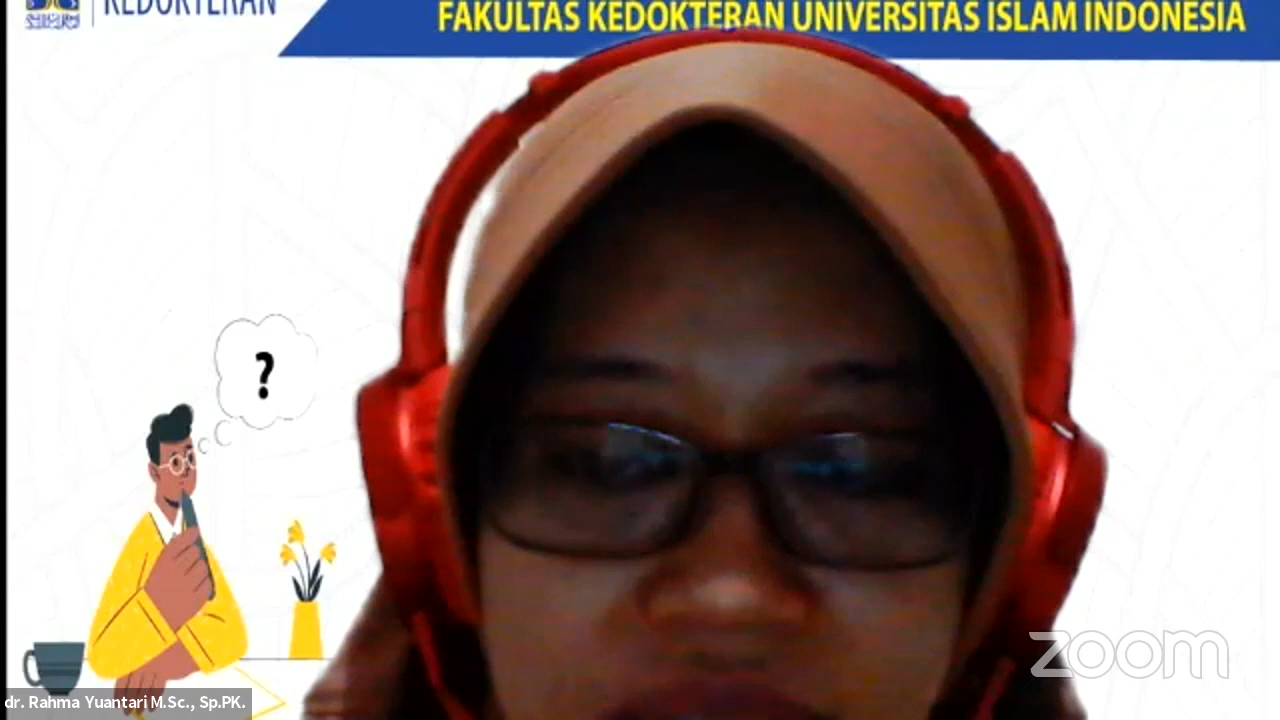 KEDOKTERAN
FAKULTAS KEDOKTERAN UNIVERSITAS ISLAM INDONESIA
?
zoom
dr. Rahma Yuantari M.Sc., Sp.PK.